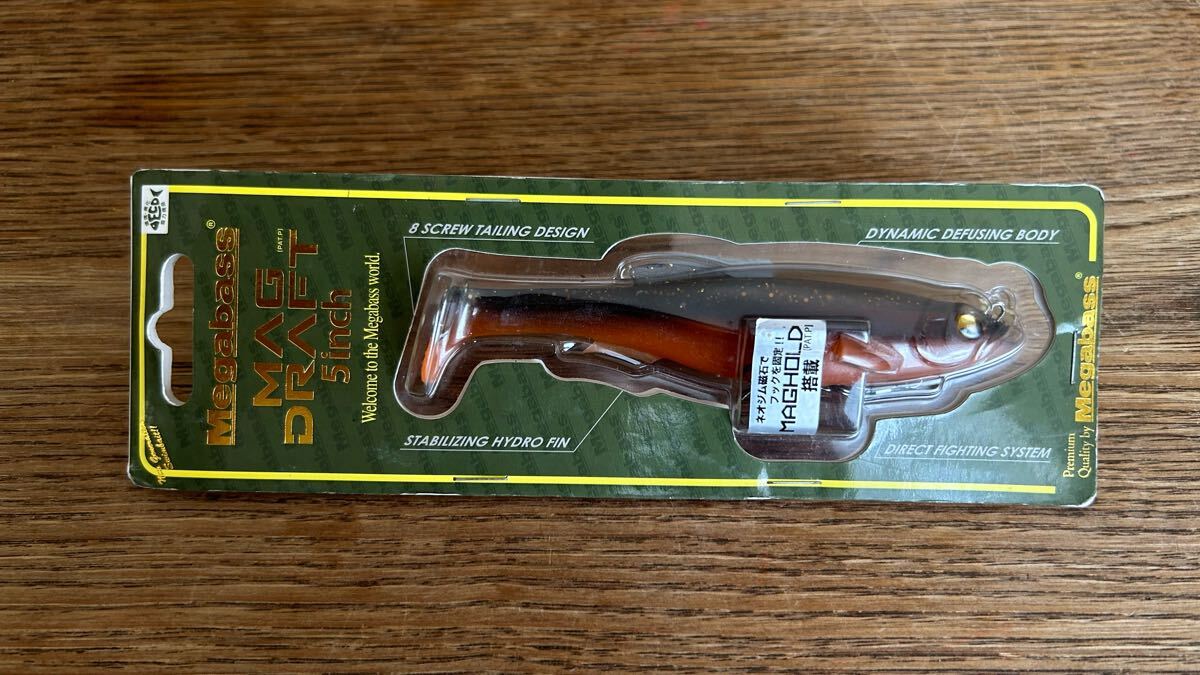 Megabass®
MAG
DRAFT
(PAT.P)
5inch
Welcome to the Megabass world.
8 SCREW TAILING DESIGN
DYNAMIC DEFUSING BODY
STABILIZING HYDRO FIN
DIRECT FIGHTING SYSTEM
ネオジム磁石で
フックを固定!!
MAGHOLD
(PAT.P)
搭載
Premium
Quality by Megabass®
ECO